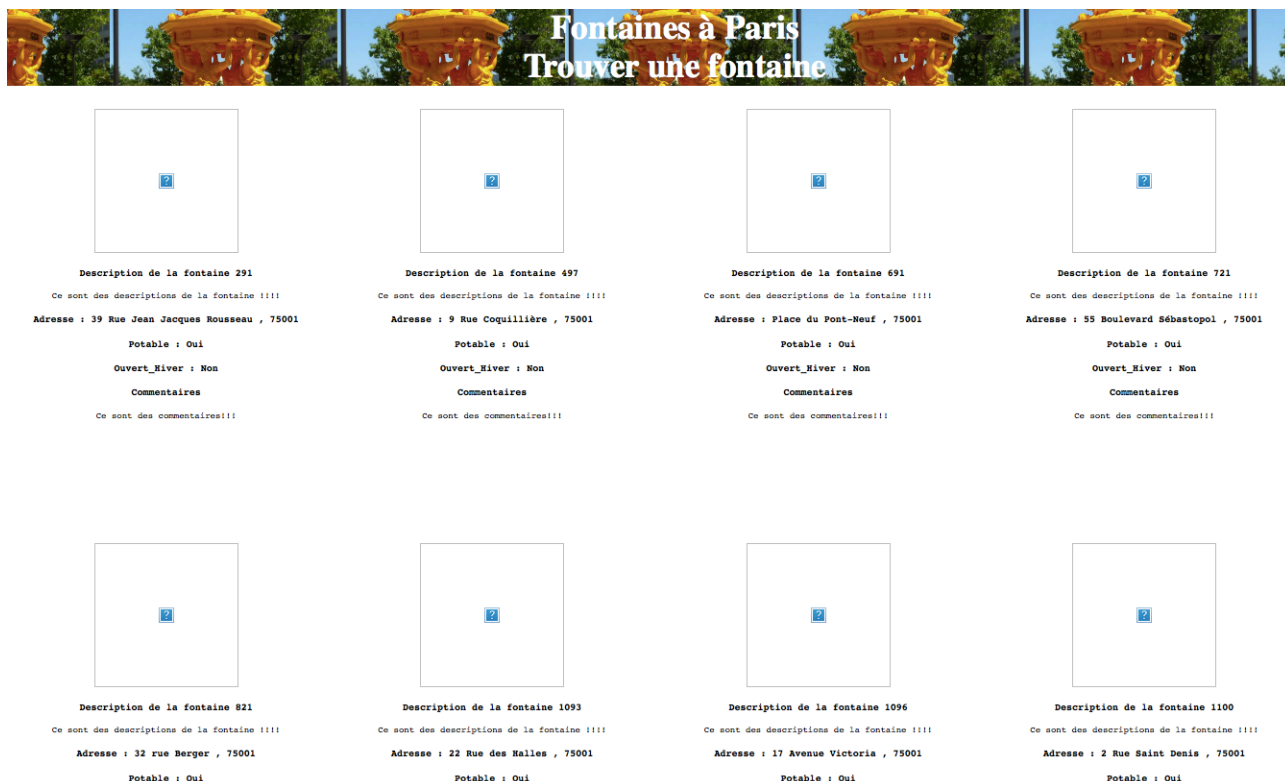 Fontaines à Paris
Trouver une fontaine
Description de la fontaine 291
Ce sont des descriptions de la fontaine !!!!
Adresse : 39 Rue Jean Jacques Rousseau , 75001
Potable : Oui
Ouvert_Hiver : Non
Commentaires
Ce sont des commentaires!!!
Description de la fontaine 497
Ce sont des descriptions de la fontaine !!!!
Adresse : 9 Rue Coquillière , 75001
Potable : Oui
Ouvert_Hiver : Non
Commentaires
Ce sont des commentaires!!!
Description de la fontaine 691
Ce sont des descriptions de la fontaine !!!!
Adresse : Place du Pont-Neuf , 75001
Potable : Oui
Ouvert_Hiver : Non
Commentaires
Ce sont des commentaires!!!
Description de la fontaine 721
Ce sont des descriptions de la fontaine !!!!
Adresse : 55 Boulevard Sébastopol , 75001
Potable : Oui
Ouvert_Hiver : Non
Commentaires
Ce sont des commentaires!!!
Description de la fontaine 821
Ce sont des descriptions de la fontaine !!!!
Adresse : 32 rue Berger , 75001
Potable : Oui
Description de la fontaine 1093
Ce sont des descriptions de la fontaine !!!!
Adresse : 22 Rue des Halles , 75001
Potable : Oui
Description de la fontaine 1096
Ce sont des descriptions de la fontaine !!!!
Adresse : 17 Avenue Victoria , 75001
Potable : Oui
Description de la fontaine 1100
Ce sont des descriptions de la fontaine !!!!
Adresse : 2 Rue Saint Denis , 75001
Potable : Oui